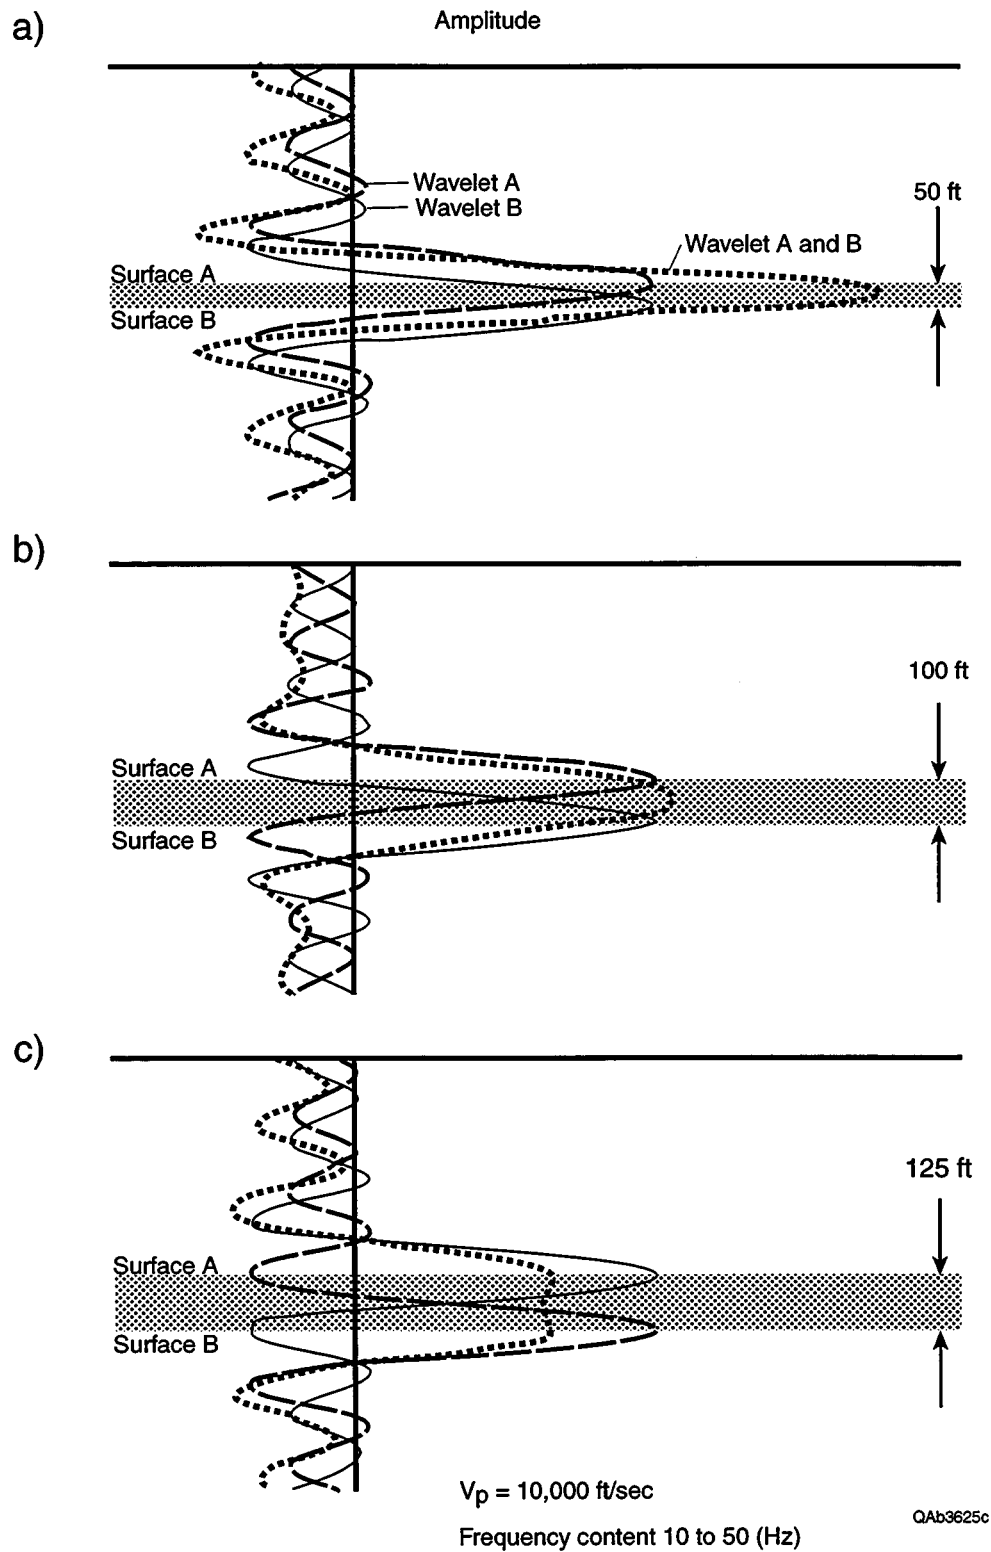 a)
Amplitude
Wavelet A
Wavelet B
50 ft
Wavelet A and B
Surface A
Surface B
b)
100 ft
Surface A
Surface B
c)
125 ft
Surface A
Surface B
Vp = 10,000 ft/sec
QAb3625c
Frequency content 10 to 50 (Hz)